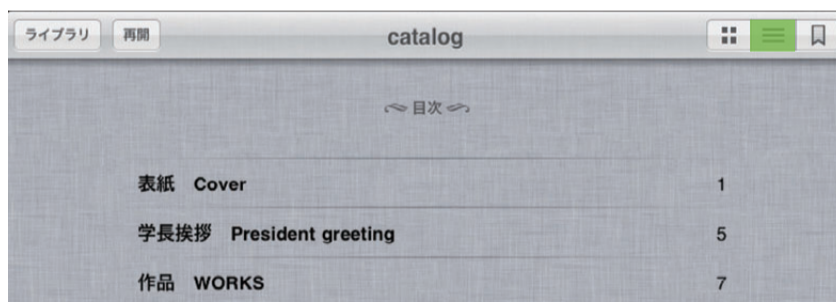 ライブラリ 再開 catalog
目次
表紙 Cover 1
学長挨拶 President greeting 5
作品 WORKS 7